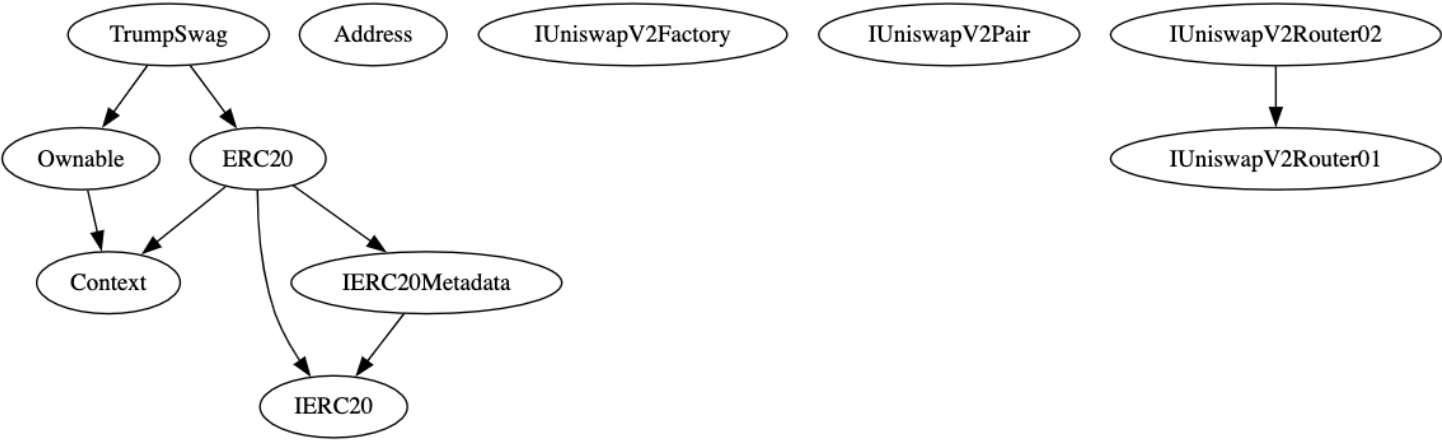 TrumpSwag
Address
IUniswapV2Factory
IUniswapV2Pair
IUniswapV2Router02
Ownable
ERC20
IUniswapV2Router01
Context
IERC20Metadata
IERC20